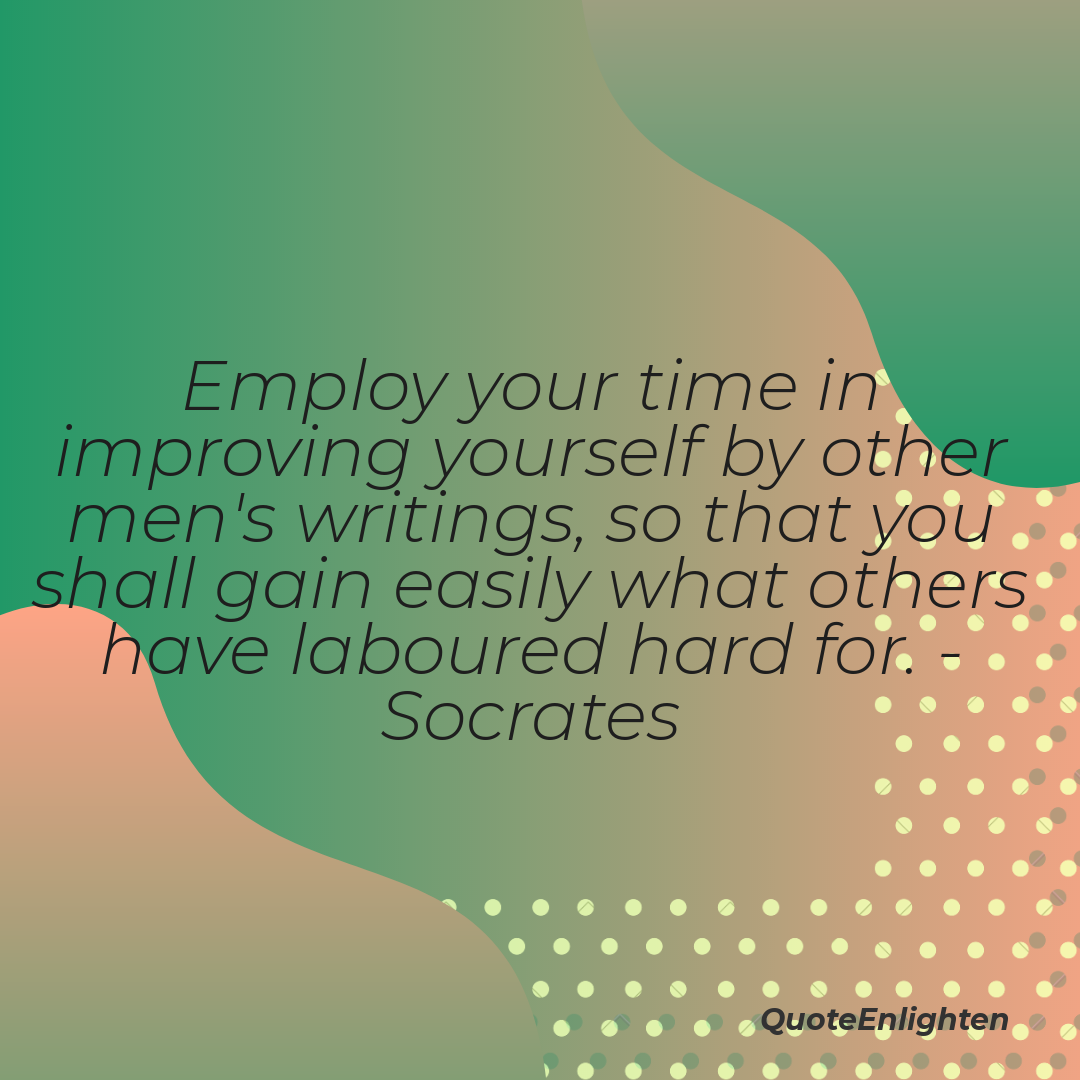 Employ your time in
improving yourself by other
men's writings, so that you
shall gain easily what others
have laboured hard for. -
Socrates
QuoteEnlighten